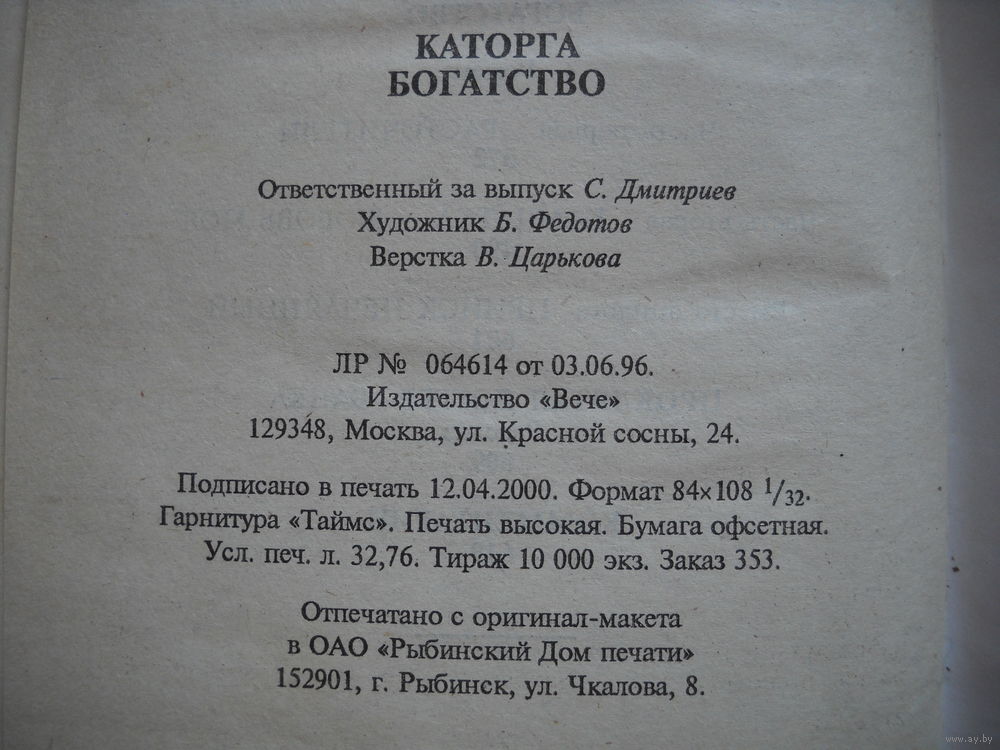 КАТОРГА
БОГАТСТВО
Ответственный за выпуск С. Дмитриев
Художник Б. Федотов
Верстка В. Царькова
ЛР № 064614 от 03.06.96.
Издательство «Вече»
129348, Москва, ул. Красной сосны, 24.
Подписано в печать 12.04.2000. Формат 84×108 1/32.
Гарнитура «Таймс». Печать высокая. Бумага офсетная.
Усл. печ. л. 32,76. Тираж 10 000 экз. Заказ 353.
Отпечатано с оригинал-макета
в ОАО «Рыбинский Дом печати»
152901, г. Рыбинск, ул. Чкалова, 8.
www.ay.by